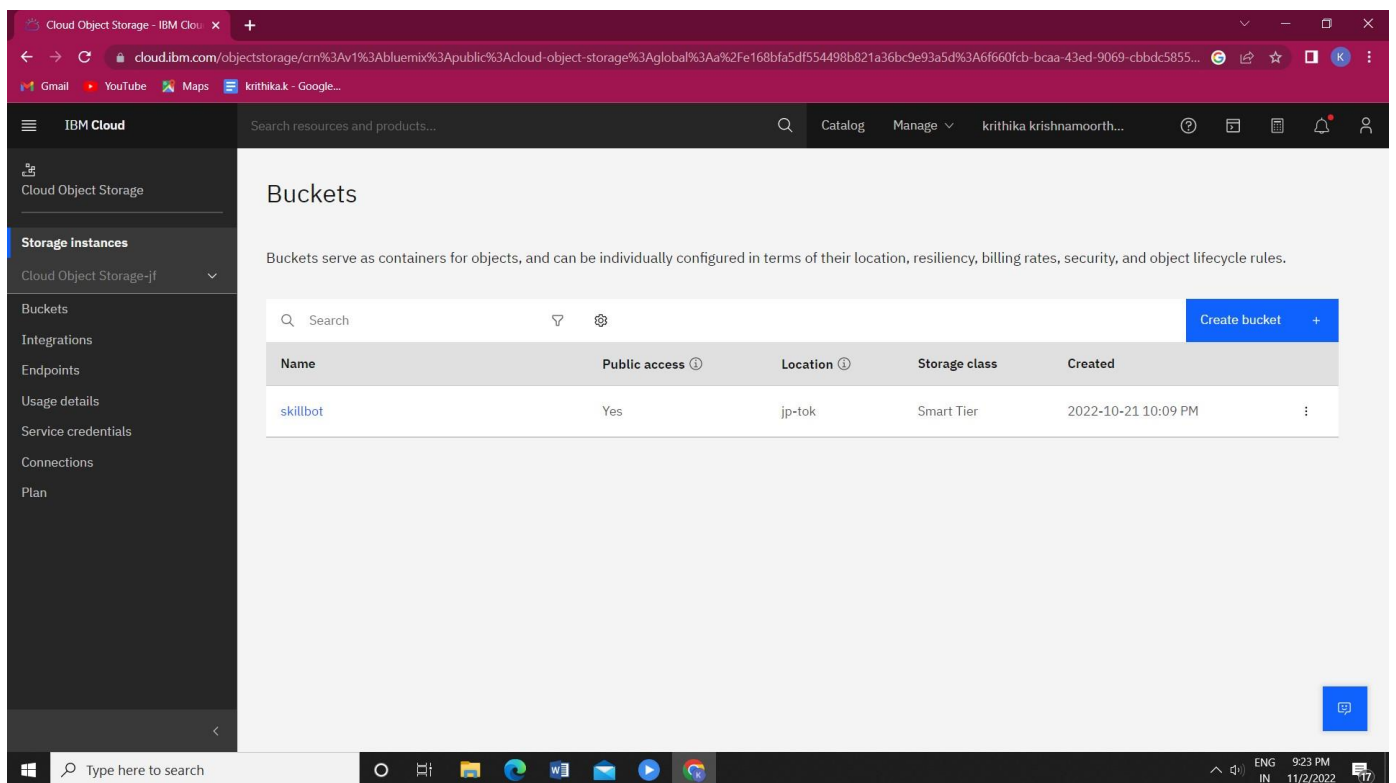 Cloud Object Storage - IBM Clou
cloud.ibm.com/objectstorage/crn%3Av1%3Abluemix%3Apublic%3Acloud-object-storage%3Aglobal%3Aa%2Fe168bfa5df554498b821a36bc9e93a5d%3A6f660fcb-bcaa-43ed-9069-cbbdc5855... K
Gmail YouTube Maps krithika.k - Google...
IBM Cloud Search resources and products... Catalog Manage krithika krishnamoorth...
Cloud Object Storage
Storage instances
Cloud Object Storage-jf
Buckets
Integrations
Endpoints
Usage details
Service credentials
Connections
Plan
Buckets
Buckets serve as containers for objects, and can be individually configured in terms of their location, resiliency, billing rates, security, and object lifecycle rules.
Search Create bucket +
Name Public access Location Storage class Created
skillbot Yes jp-tok Smart Tier 2022-10-21 10:09 PM
Type here to search
ENG 9:23 PM
IN 11/2/2022 17